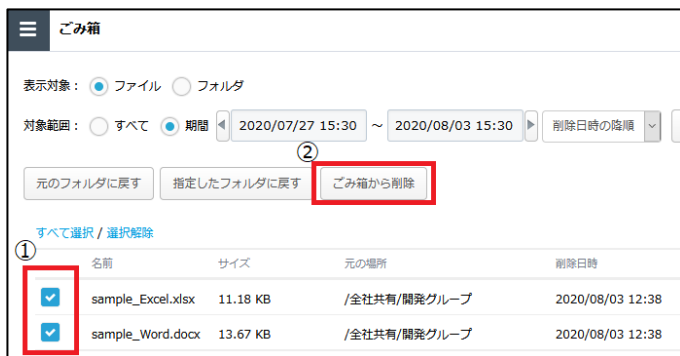 ごみ箱
表示対象： ファイル フォルダ
対象範囲： すべて 期間 2020/07/27 15:30 ～ 2020/08/03 15:30 削除日時の降順
②
元のフォルダに戻す 指定したフォルダに戻す ごみ箱から削除
すべて選択 / 選択解除
①
名前 サイズ 元の場所 削除日時
sample_Excel.xlsx 11.18 KB /全社共有/開発グループ 2020/08/03 12:38
sample_Word.docx 13.67 KB /全社共有/開発グループ 2020/08/03 12:38